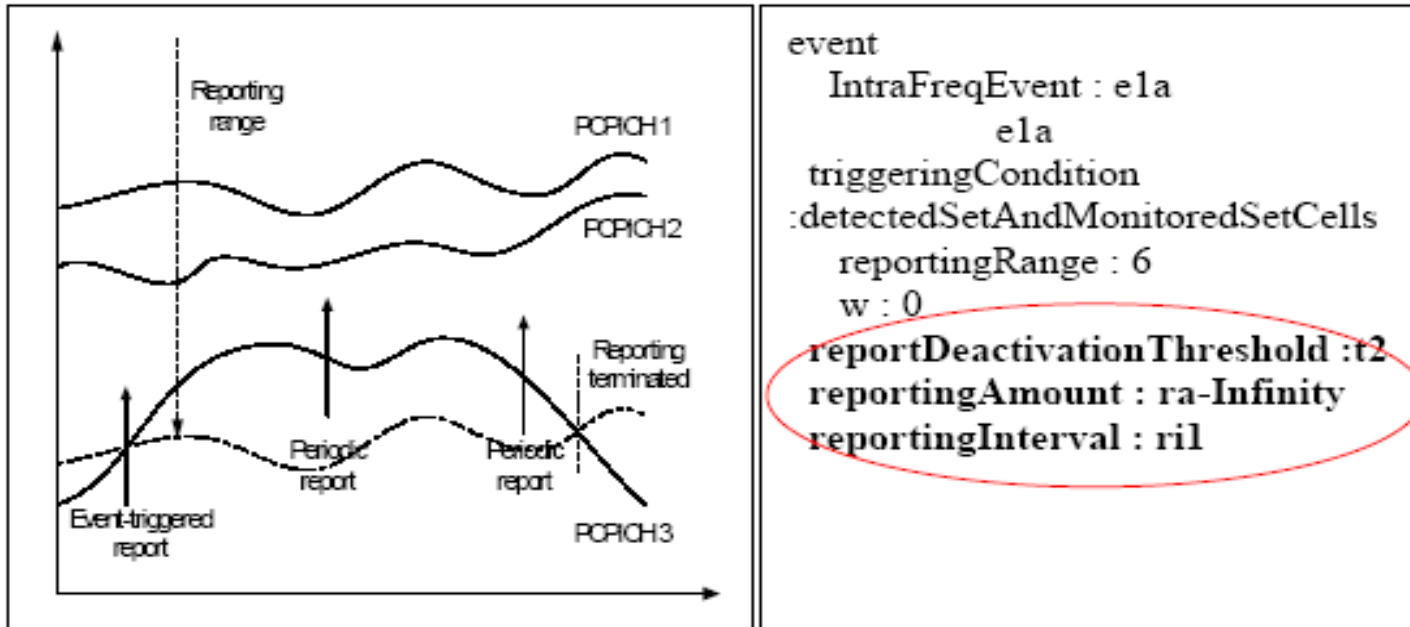 Reporting
range
PCPICH 1
PCPICH 2
Reporting
terminated
Periodic
report
Periodic
report
Event-triggered
report
PCPICH 3
event
IntraFreqEvent : e1a
e1a
triggeringCondition
:detectedSetAndMonitoredSetCells
reportingRange : 6
w : 0
reportDeactivationThreshold :t2
reportingAmount : ra-Infinity
reportingInterval : ri1